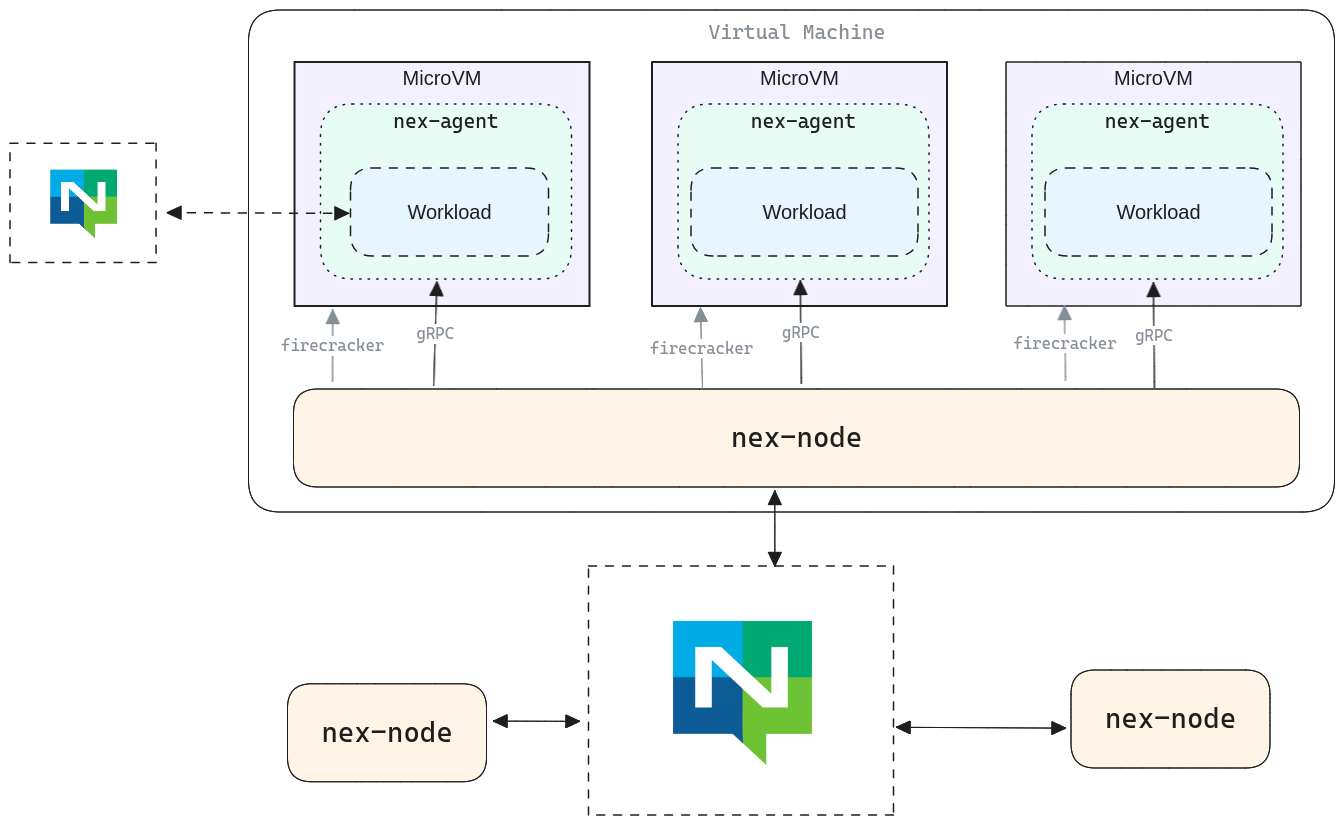 Virtual Machine
MicroVM
MicroVM
MicroVM
nex-agent
nex-agent
nex-agent
N
Workload
Workload
Workload
firecracker
gRPC
firecracker
gRPC
firecracker
gRPC
nex-node
N
nex-node
nex-node